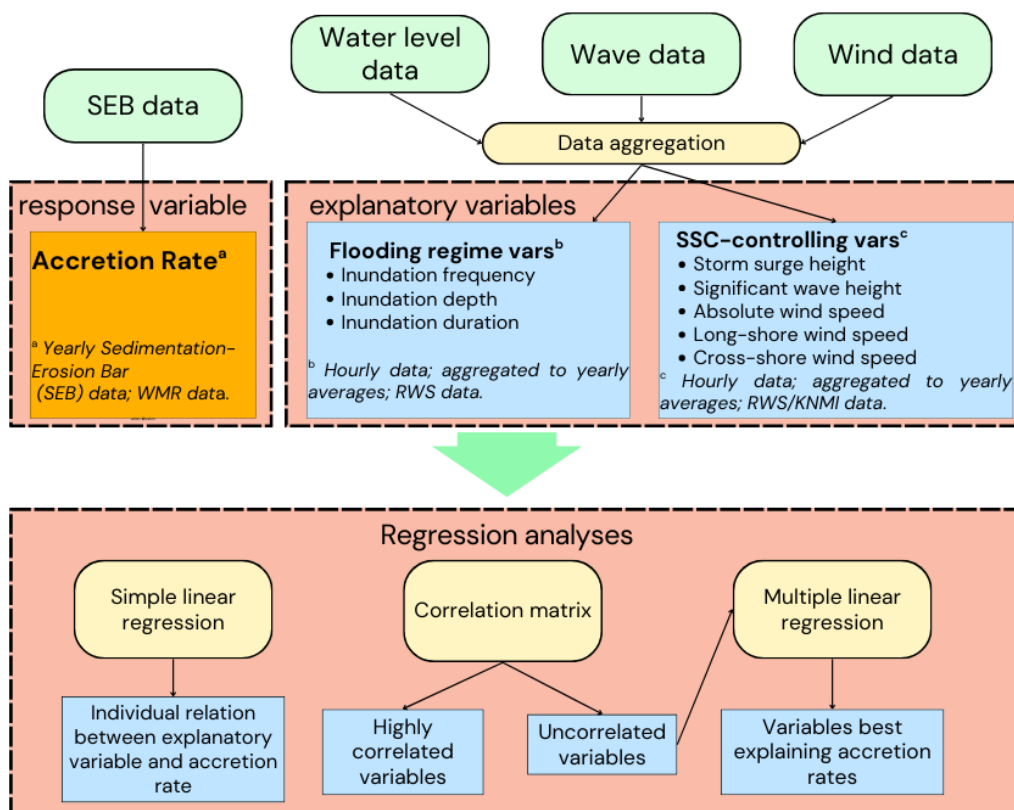 Water level
data
Wave data
Wind data
SEB data
Data aggregation
response variable
Accretion Rateᵃ
ᵃ Yearly Sedimentation-
Erosion Bar
(SEB) data; WMR data.
explanatory variables
Flooding regime varsᵇ
• Inundation frequency
• Inundation depth
• Inundation duration
ᵇ Hourly data; aggregated to yearly
averages; RWS data.
SSC-controlling varsᶜ
• Storm surge height
• Significant wave height
• Absolute wind speed
• Long-shore wind speed
• Cross-shore wind speed
ᶜ Hourly data; aggregated to yearly
averages; RWS/KNMI data.
Regression analyses
Simple linear
regression
Correlation matrix
Multiple linear
regression
Individual relation
between explanatory
variable and accretion
rate
Highly
correlated
variables
Uncorrelated
variables
Variables best
explaining accretion
rates